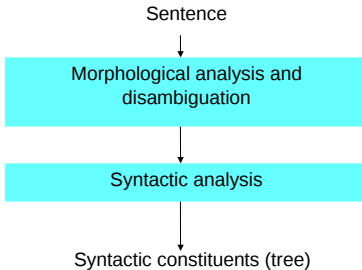 Sentence
Morphological analysis and
disambiguation
Syntactic analysis
Syntactic constituents (tree)